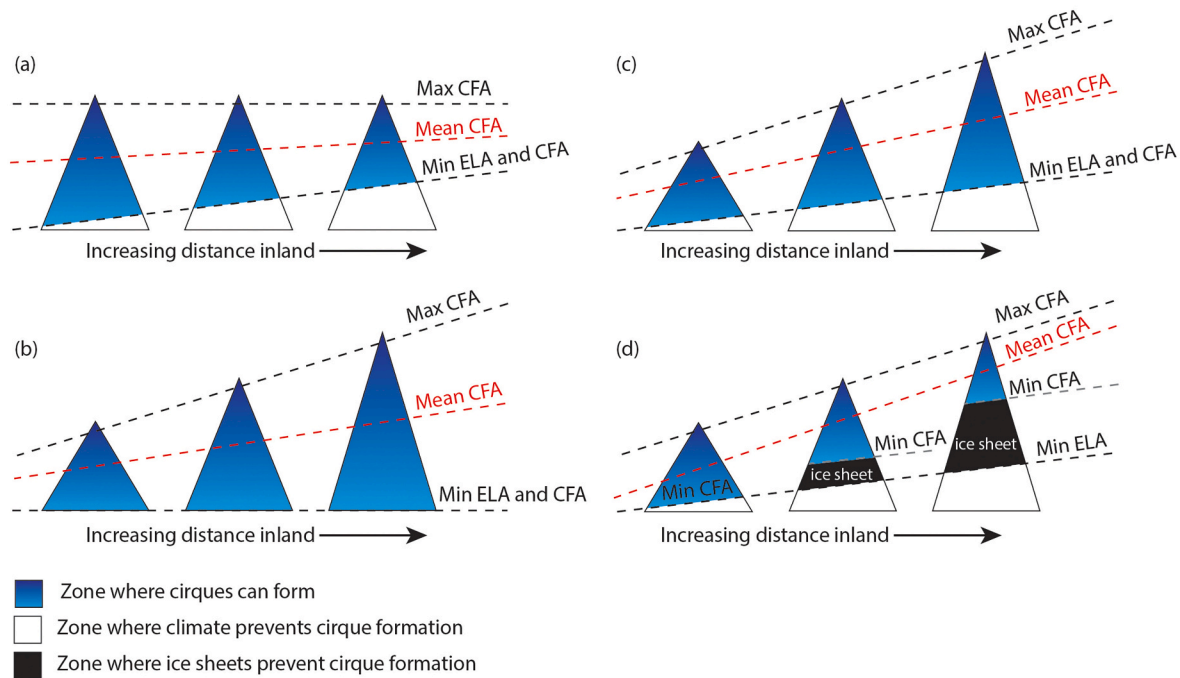 (a)
Max CFA
Mean CFA
Min ELA and CFA
Increasing distance inland
(b)
Max CFA
Mean CFA
Min ELA and CFA
Increasing distance inland
(c)
Max CFA
Mean CFA
Min ELA and CFA
Increasing distance inland
(d)
Max CFA
Mean CFA
Min CFA
Min CFA
ice sheet
Min ELA
ice sheet
Min CFA
Increasing distance inland
Zone where cirques can form
Zone where climate prevents cirque formation
Zone where ice sheets prevent cirque formation